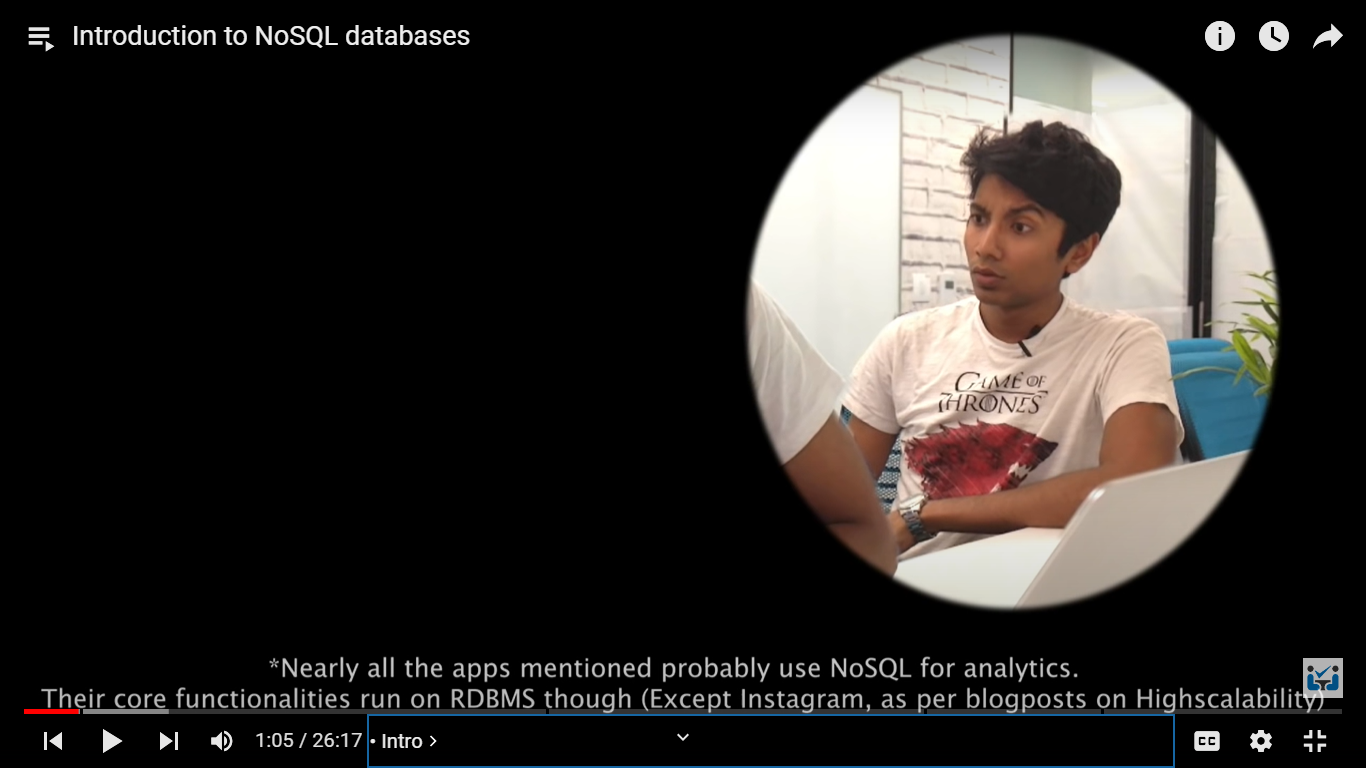 Introduction to NoSQL databases
GAME OF
THRONES
*Nearly all the apps mentioned probably use NoSQL for analytics.
Their core functionalities run on RDBMS though (Except Instagram, as per blogposts on Highscalability)
1:05 / 26:17 • Intro >
CC